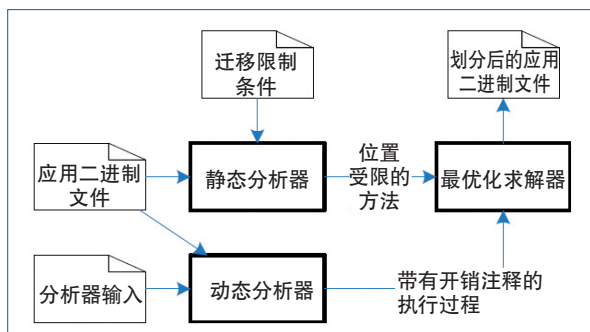 迁移限制
条件
划分后的应用
二进制文件
应用二进制
文件
静态分析器
位置
受限的
方法
最优化求解器
分析器输入
动态分析器
带有开销注释的
执行过程